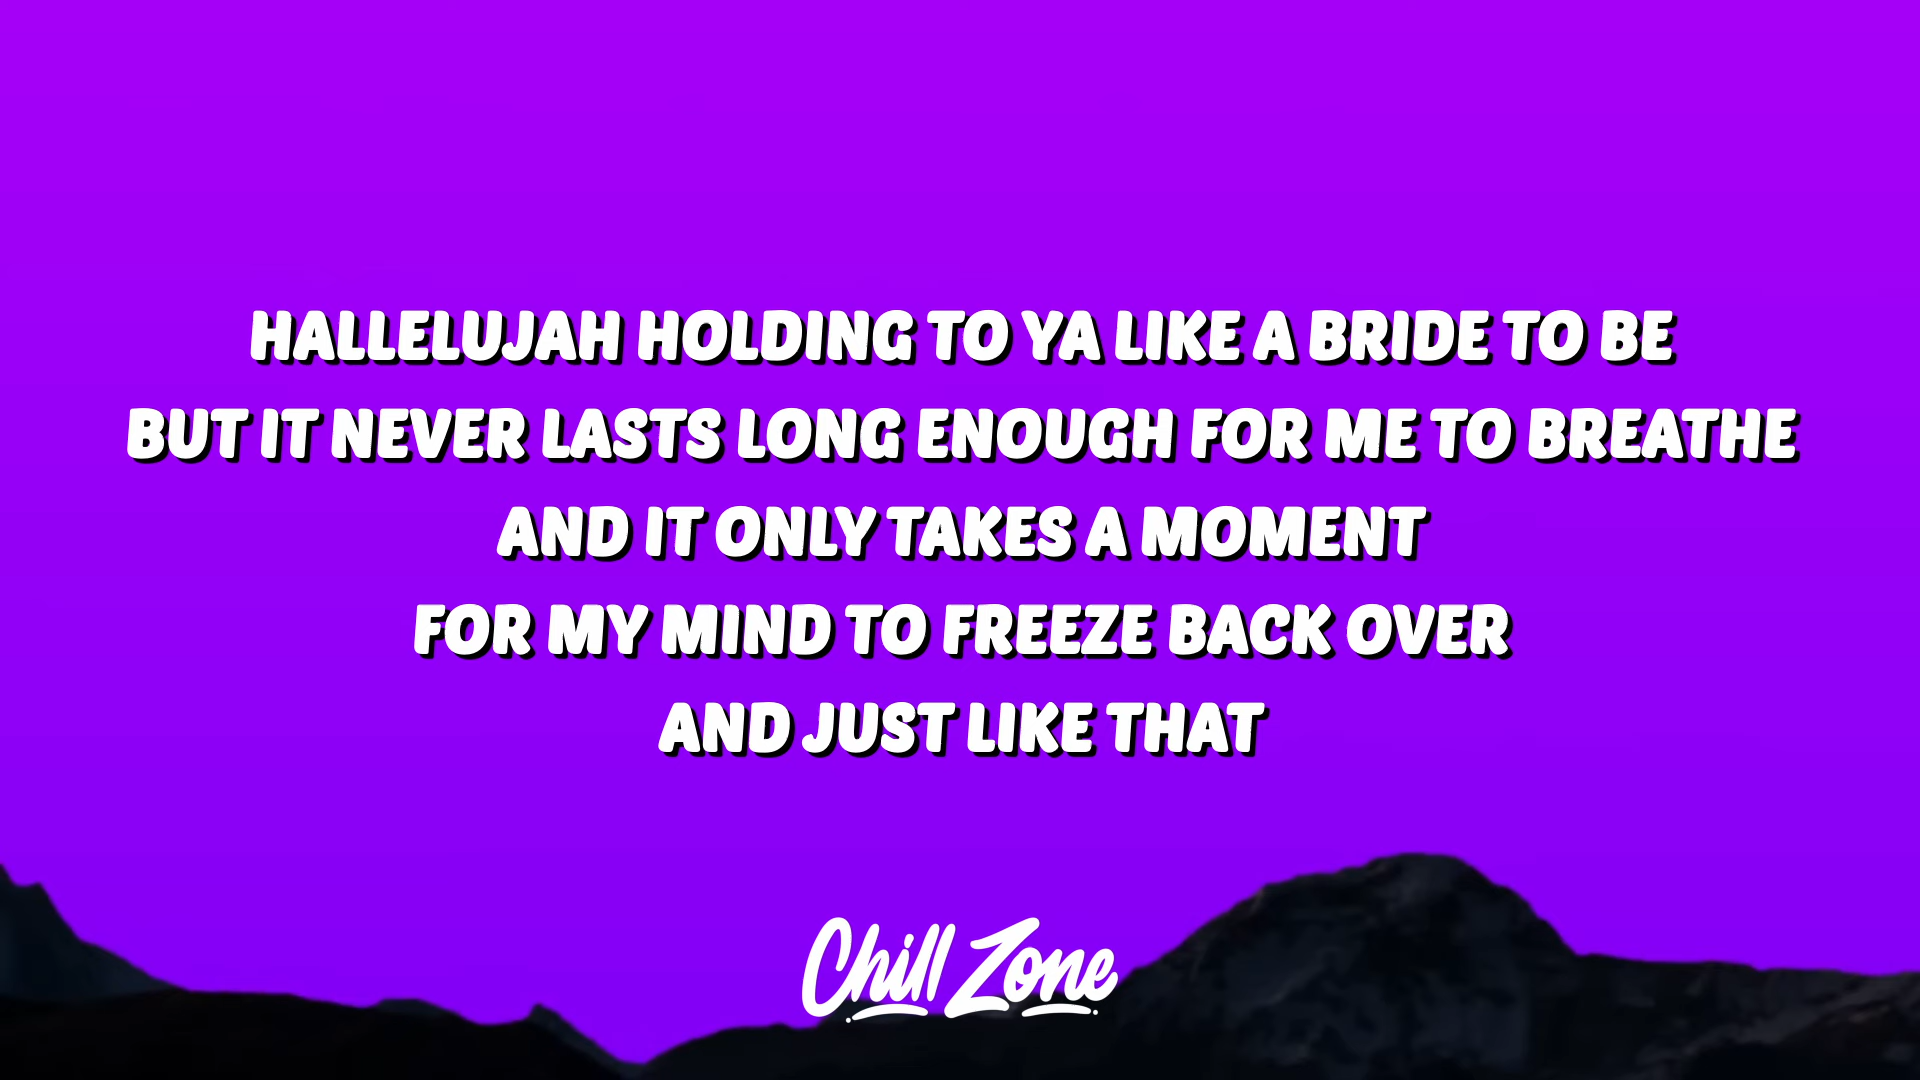 HALLELUJAH HOLDING TO YA LIKE A BRIDE TO BE
BUT IT NEVER LASTS LONG ENOUGH FOR ME TO BREATHE
AND IT ONLY TAKES A MOMENT
FOR MY MIND TO FREEZE BACK OVER
AND JUST LIKE THAT
Chill Zone